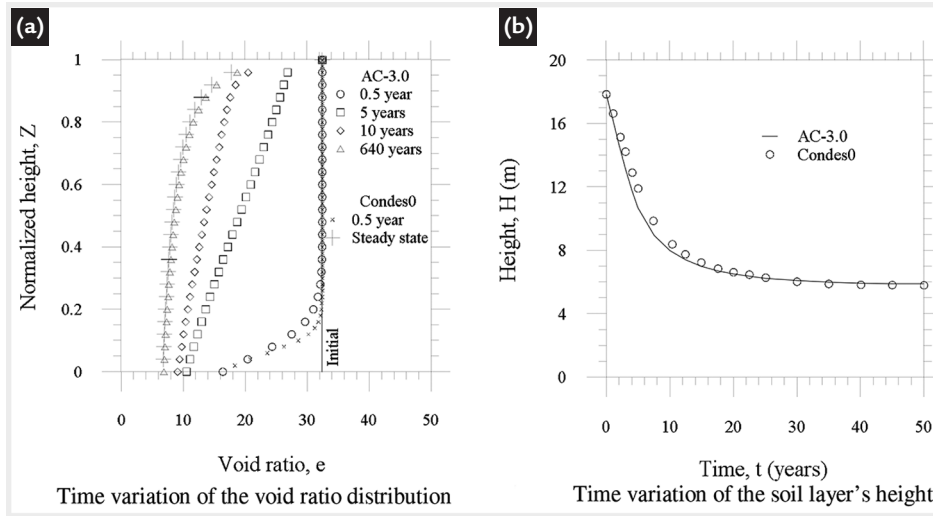 (a)
1
0.8
0.6
0.4
0.2
0
0 10 20 30 40 50
Normalized height, Z
Void ratio, e
AC-3.0
0.5 year
5 years
10 years
640 years
Condes0
0.5 year
Steady state
Initial
Time variation of the void ratio distribution
(b)
20
16
12
8
4
0
0 10 20 30 40 50
Height, H (m)
Time, t (years)
AC-3.0
Condes0
Time variation of the soil layer's height